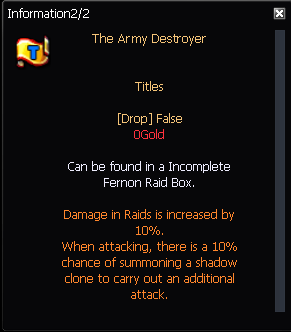 Information2/2
The Army Destroyer
T
Titles
[Drop] False
0Gold
Can be found in a Incomplete
Fernon Raid Box.
Damage in Raids is increased by
10%.
When attacking, there is a 10%
chance of summoning a shadow
clone to carry out an additional
attack.